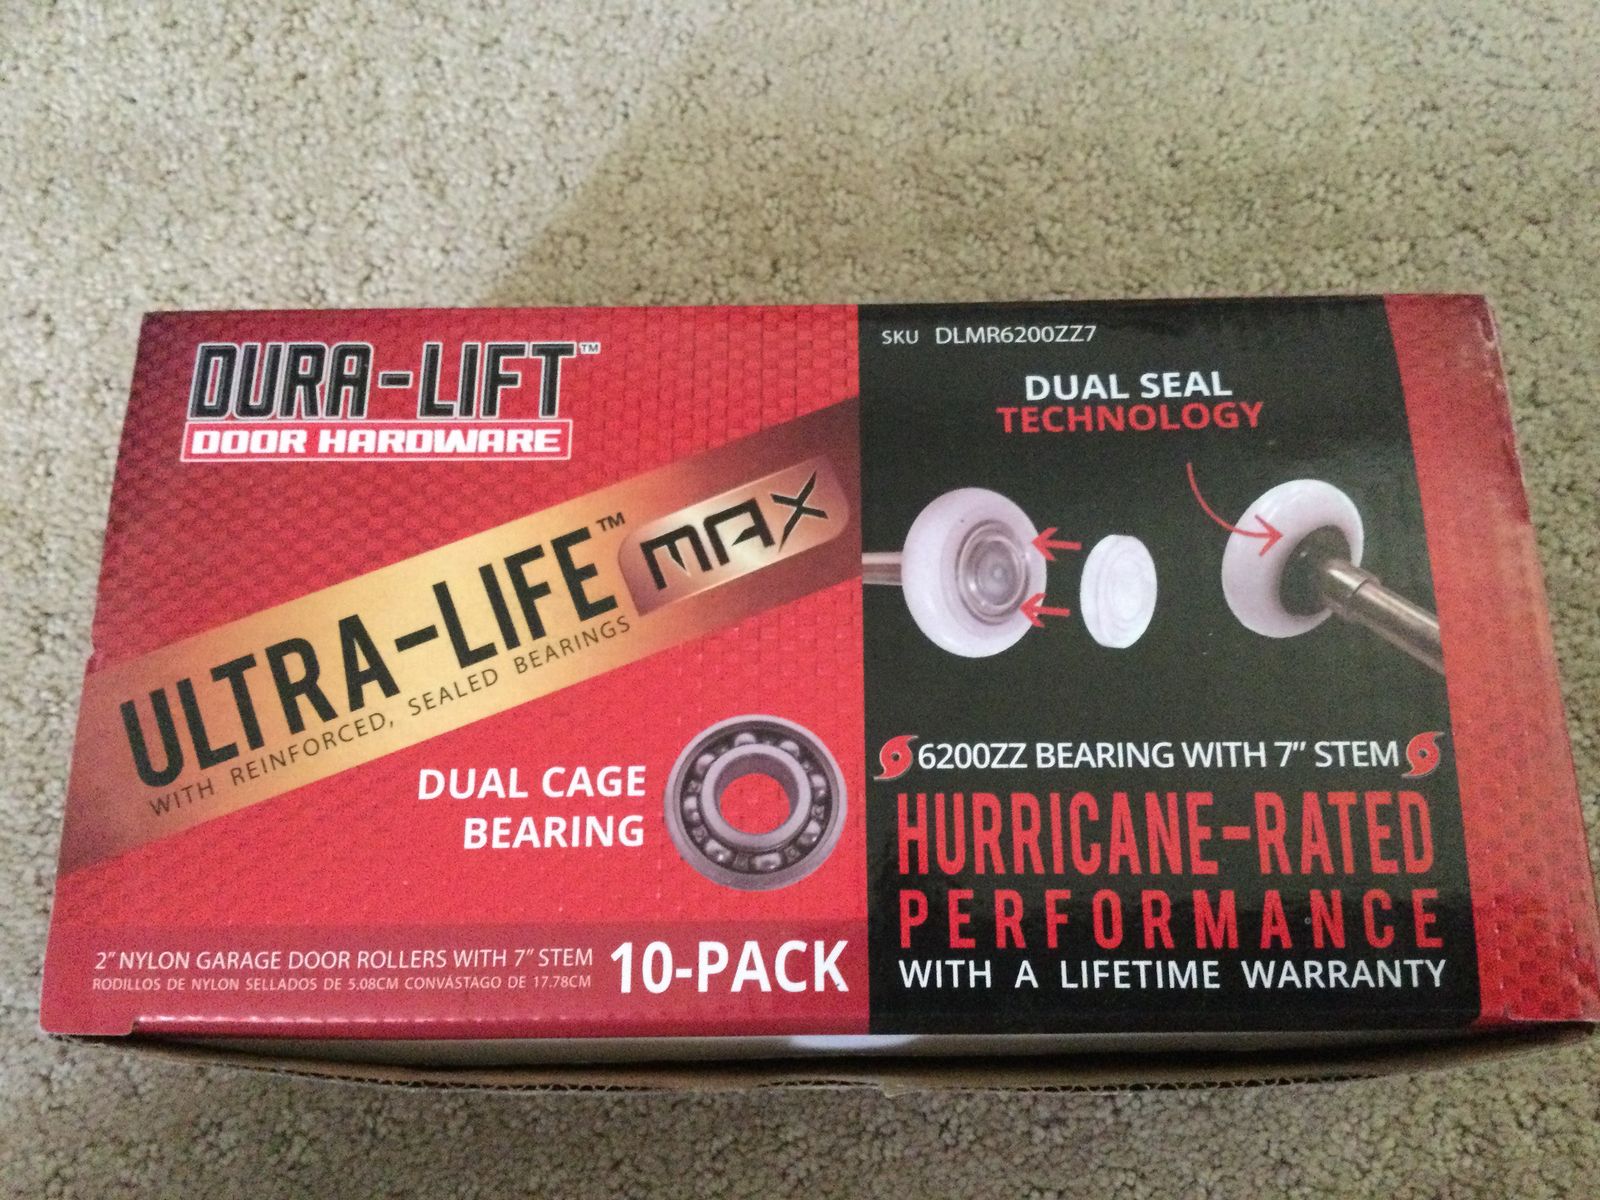 DURA-LIFT™
DOOR HARDWARE
ULTRA-LIFE™ MAX
WITH REINFORCED, SEALED BEARINGS
DUAL CAGE
BEARING
2" NYLON GARAGE DOOR ROLLERS WITH 7" STEM
RODILLOS DE NYLON SELLADOS DE 5.08CM CONVÁSTAGO DE 17.78CM
10-PACK
SKU DLMR6200ZZ7
DUAL SEAL
TECHNOLOGY
6200ZZ BEARING WITH 7" STEM
HURRICANE-RATED
PERFORMANCE
WITH A LIFETIME WARRANTY